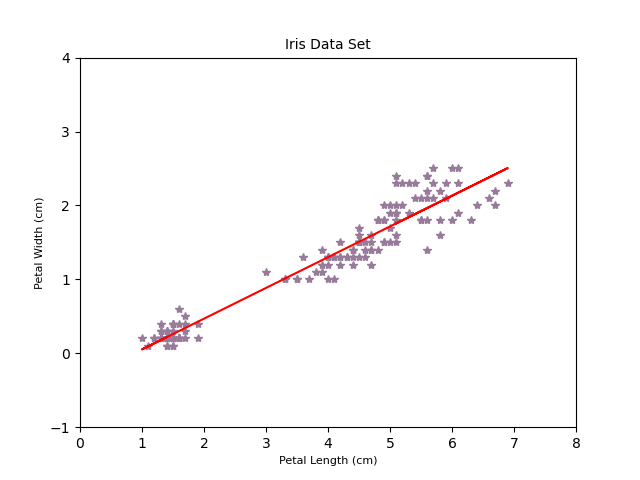 Iris Data Set
4
3
2
1
0
−1
Petal Width (cm)
0 1 2 3 4 5 6 7 8
Petal Length (cm)